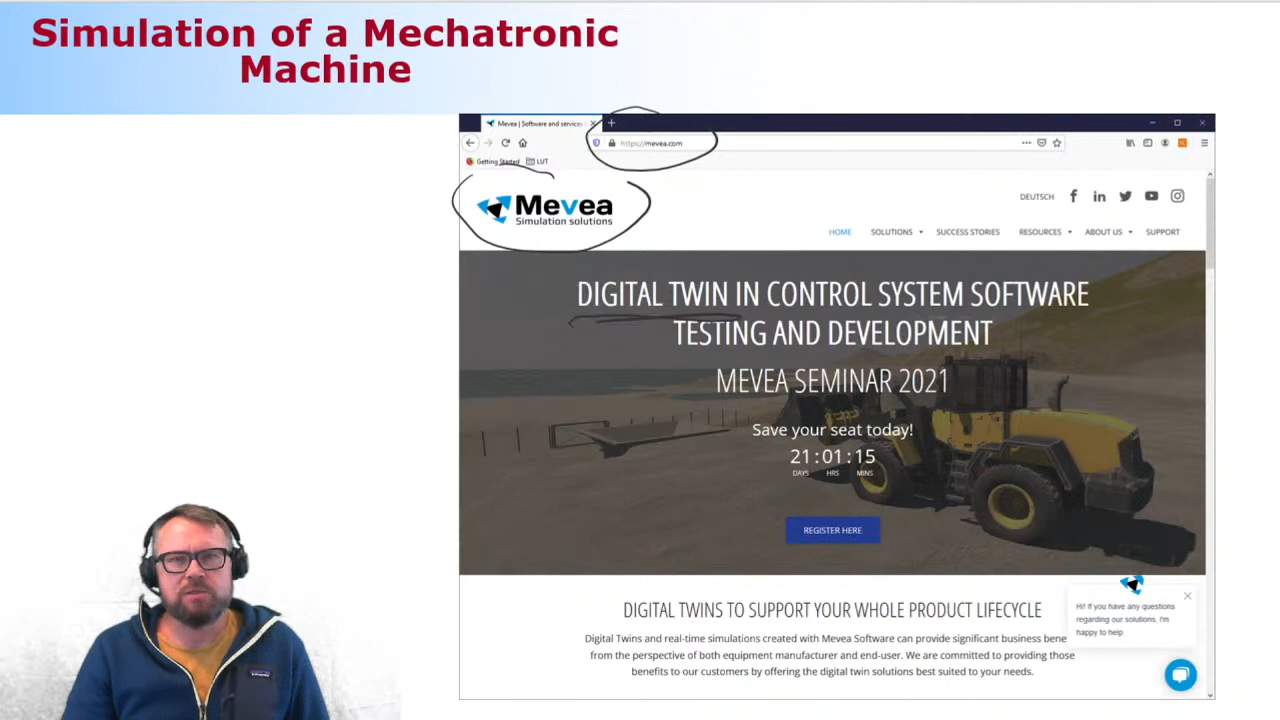 Simulation of a Mechatronic
Machine
Mevea | Software and services
https://mevea.com
Getting Started
LUT
Mevea
Simulation solutions
DEUTSCH
HOME
SOLUTIONS
SUCCESS STORIES
RESOURCES
ABOUT US
SUPPORT
DIGITAL TWIN IN CONTROL SYSTEM SOFTWARE
TESTING AND DEVELOPMENT
MEVEA SEMINAR 2021
Save your seat today!
21:01:15
DAYS HRS MINS
REGISTER HERE
DIGITAL TWINS TO SUPPORT YOUR WHOLE PRODUCT LIFECYCLE
Digital Twins and real-time simulations created with Mevea Software can provide significant business
from the perspective of both equipment manufacturer and end-user. We are committed to providing those
benefits to our customers by offering the digital twin solutions best suited to your needs.
Hi! If you have any questions
regarding our solutions, I'm
happy to help